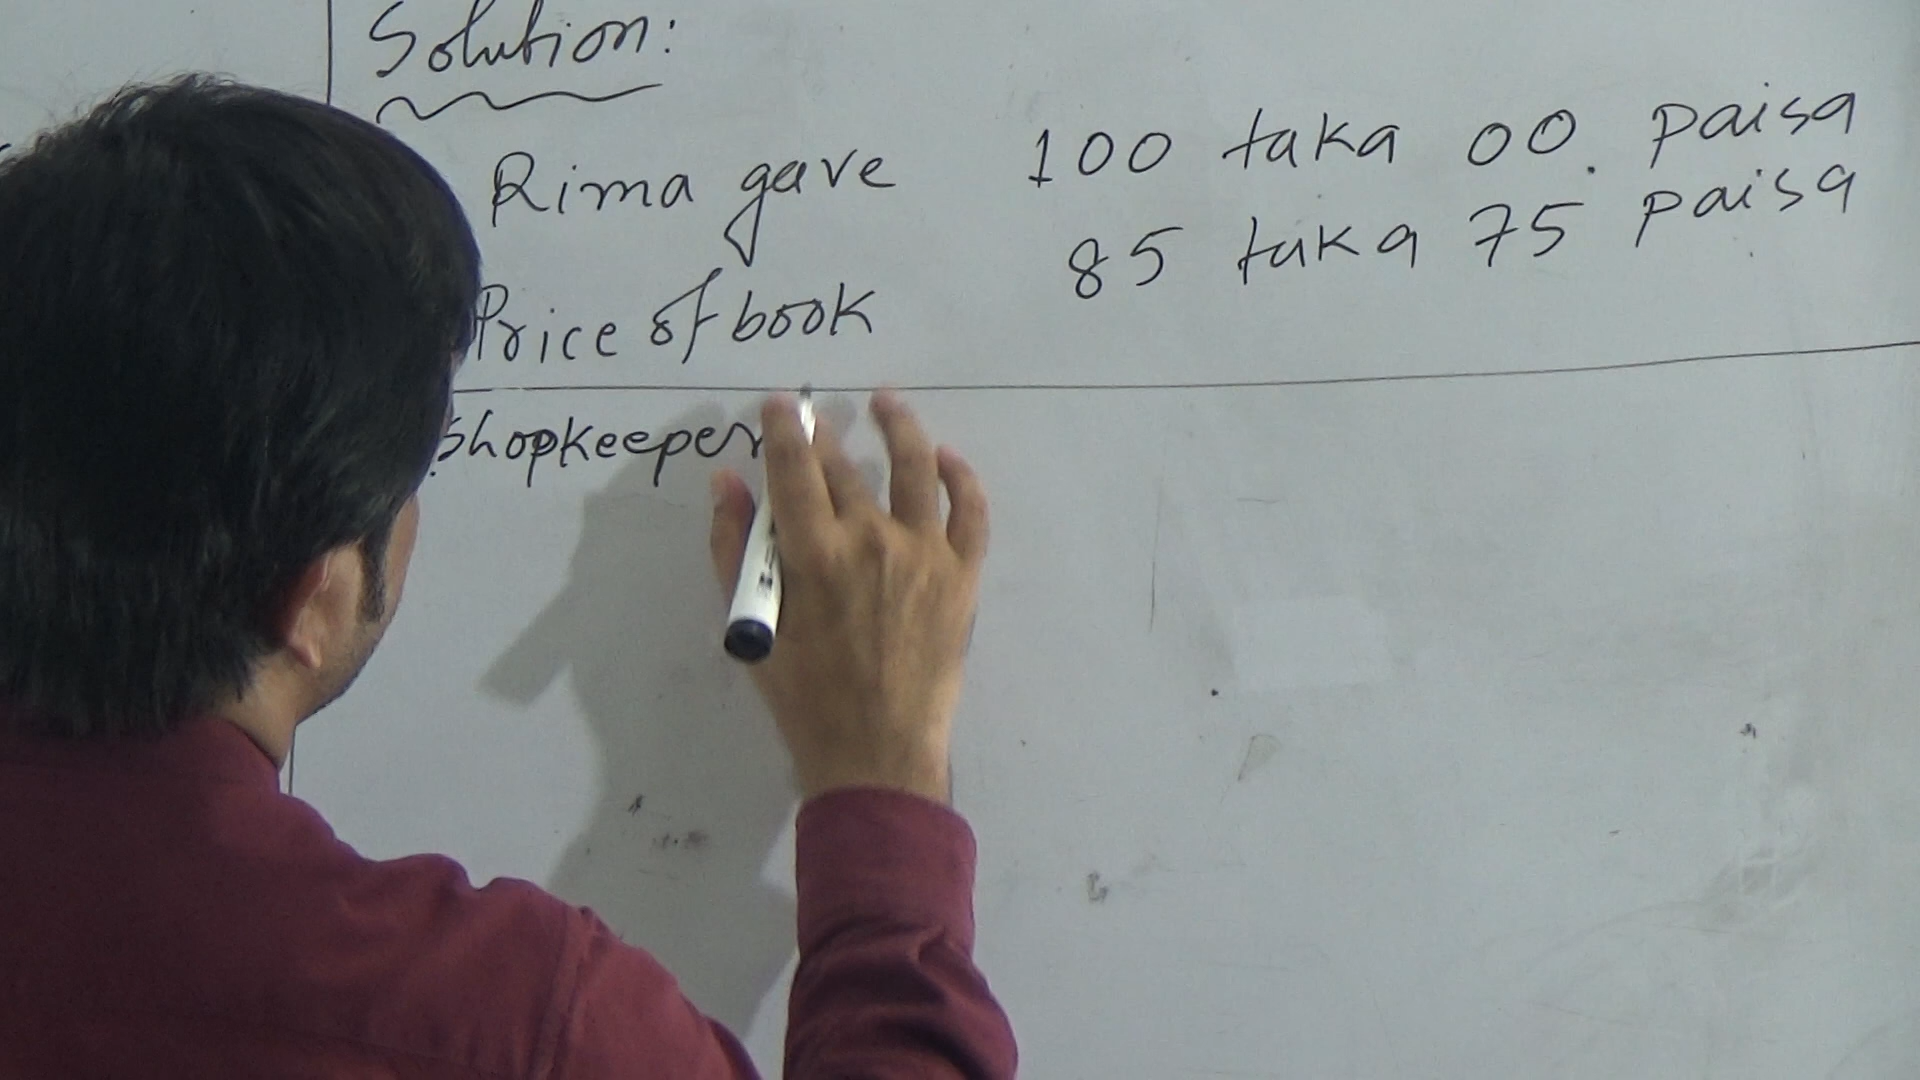 Solution:
Rima gave 100 taka 00. paisa
Price of book 85 taka 75 paisa
Shopkeeper